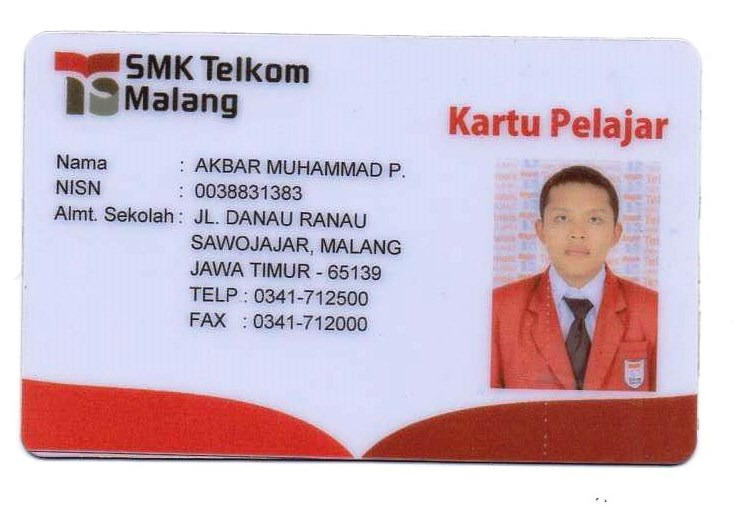 SMK Telkom
Malang
Kartu Pelajar
Nama : AKBAR MUHAMMAD P.
NISN : 0038831383
Almt. Sekolah : JL. DANAU RANAU
SAWOJAJAR, MALANG
JAWA TIMUR - 65139
TELP : 0341-712500
FAX : 0341-712000